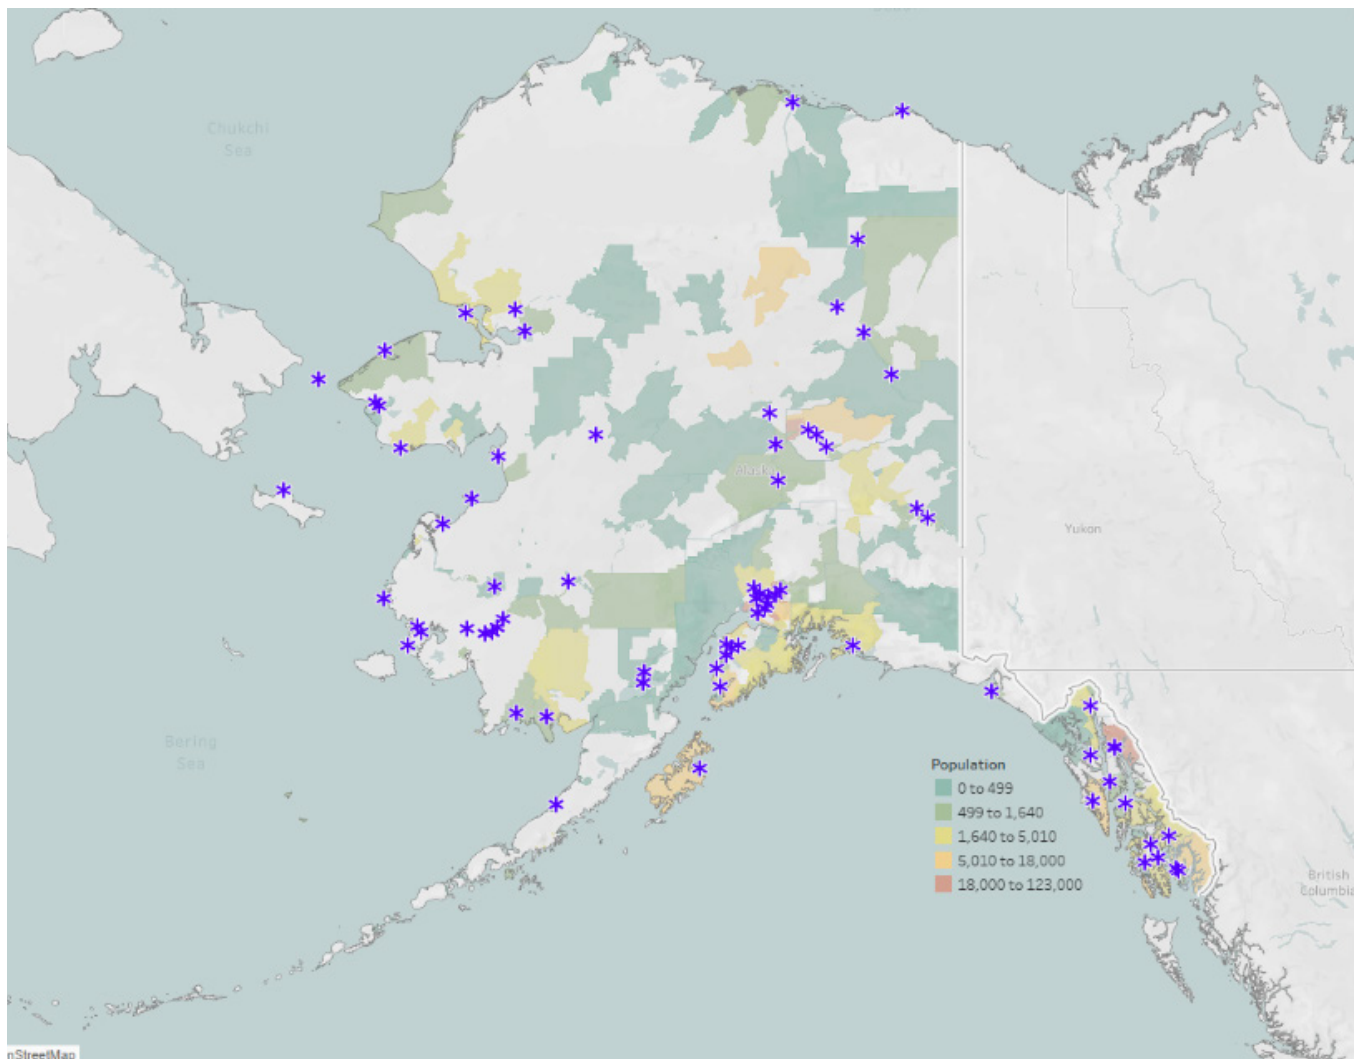 Chukchi
Sea
Alaska
Yukon
Bering
Sea
Population
0 to 499
499 to 1,640
1,640 to 5,010
5,010 to 18,000
18,000 to 123,000
British
Columbia
nStreetMap